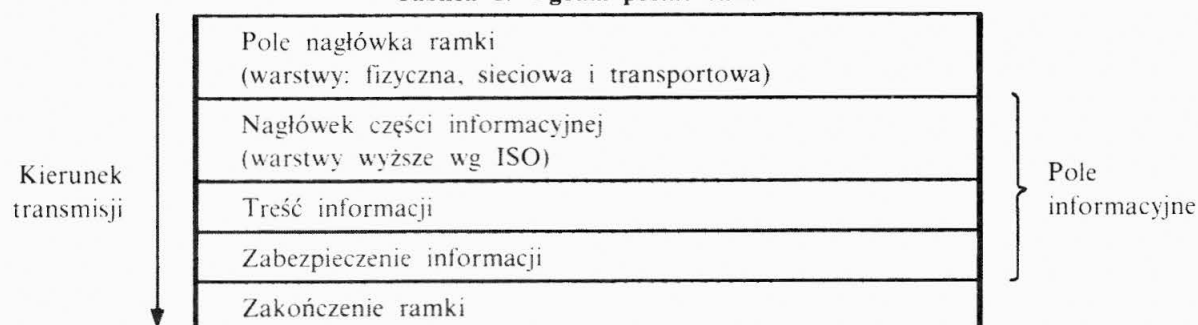 Pole nagłówka ramki
(warstwy: fizyczna, sieciowa i transportowa)
Nagłówek części informacyjnej
(warstwy wyższe wg ISO)
Kierunek
transmisji
Treść informacji
Pole
informacyjne
Zabezpieczenie informacji
Zakończenie ramki